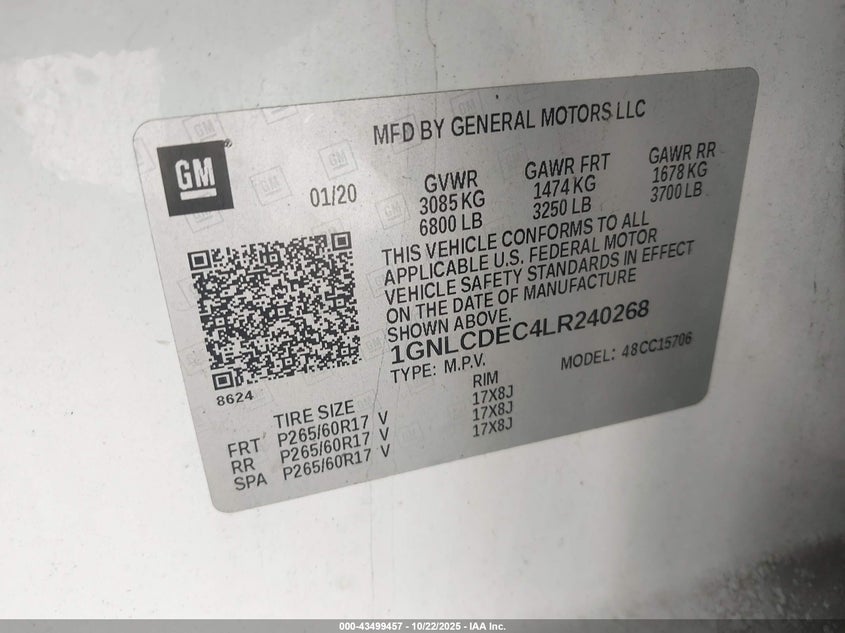 MFD BY GENERAL MOTORS LLC
GM
01/20
GVWR
3085 KG
6800 LB
GAWR FRT
1474 KG
3250 LB
GAWR RR
1678 KG
3700 LB
THIS VEHICLE CONFORMS TO ALL
APPLICABLE U.S. FEDERAL MOTOR
VEHICLE SAFETY STANDARDS IN EFFECT
ON THE DATE OF MANUFACTURE
SHOWN ABOVE.
1GNLCDEC4LR240268
TYPE: M.P.V.
MODEL: 48CC15706
8624
TIRE SIZE
RIM
FRT P265/60R17 V 17X8J
RR P265/60R17 V 17X8J
SPA P265/60R17 V 17X8J
000-43499457 - 10/22/2025 - IAA Inc.